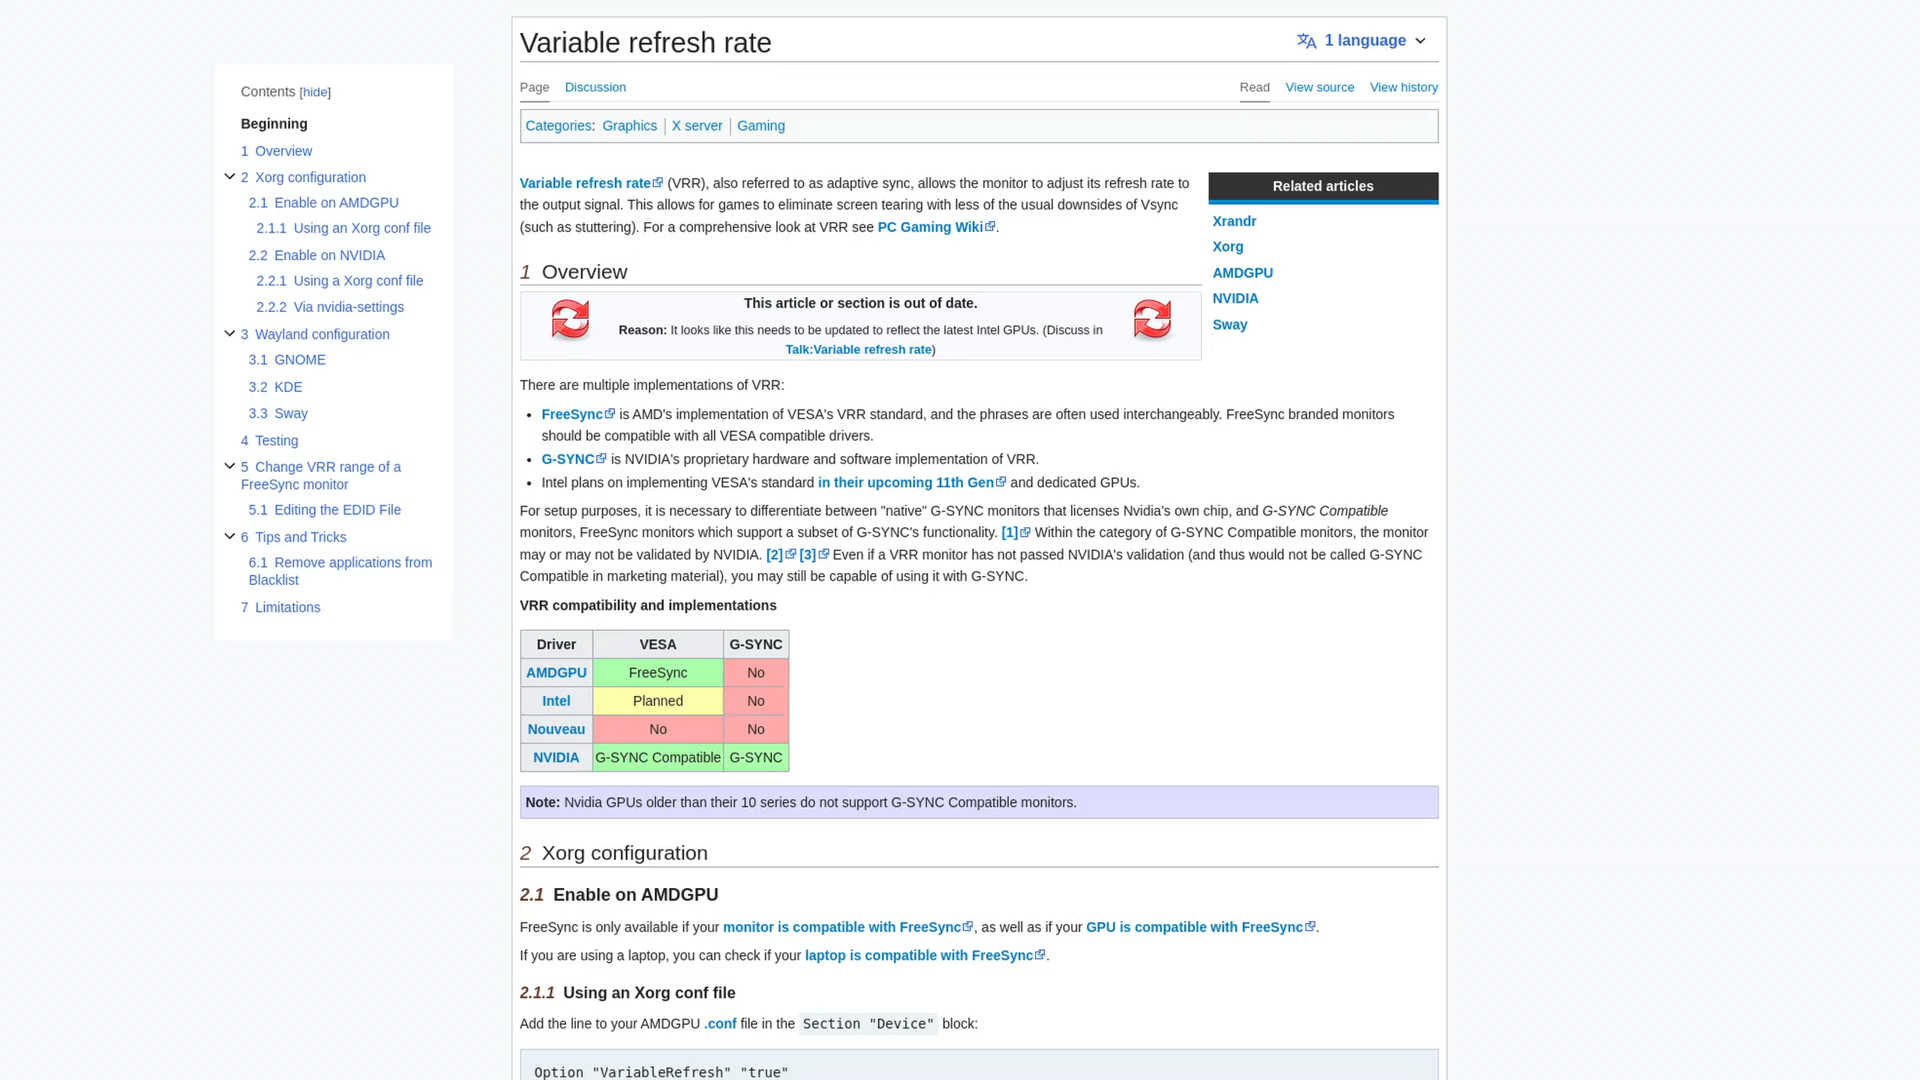 Variable refresh rate
1 language
Page Discussion
Read View source View history
Categories: Graphics X server Gaming
Contents [hide]
Beginning
1 Overview
2 Xorg configuration
2.1 Enable on AMDGPU
2.1.1 Using an Xorg conf file
2.2 Enable on NVIDIA
2.2.1 Using a Xorg conf file
2.2.2 Via nvidia-settings
3 Wayland configuration
3.1 GNOME
3.2 KDE
3.3 Sway
4 Testing
5 Change VRR range of a
FreeSync monitor
5.1 Editing the EDID File
6 Tips and Tricks
6.1 Remove applications from
Blacklist
7 Limitations
Variable refresh rate (VRR), also referred to as adaptive sync, allows the monitor to adjust its refresh rate to
the output signal. This allows for games to eliminate screen tearing with less of the usual downsides of Vsync
(such as stuttering). For a comprehensive look at VRR see PC Gaming Wiki.
Related articles
Xrandr
Xorg
AMDGPU
NVIDIA
Sway
1 Overview
This article or section is out of date.
Reason: It looks like this needs to be updated to reflect the latest Intel GPUs. (Discuss in
Talk:Variable refresh rate)
There are multiple implementations of VRR:
• FreeSync is AMD's implementation of VESA's VRR standard, and the phrases are often used interchangeably. FreeSync branded monitors
should be compatible with all VESA compatible drivers.
• G-SYNC is NVIDIA's proprietary hardware and software implementation of VRR.
• Intel plans on implementing VESA's standard in their upcoming 11th Gen and dedicated GPUs.
For setup purposes, it is necessary to differentiate between "native" G-SYNC monitors that licenses Nvidia's own chip, and G-SYNC Compatible
monitors, FreeSync monitors which support a subset of G-SYNC's functionality. [1] Within the category of G-SYNC Compatible monitors, the monitor
may or may not be validated by NVIDIA. [2] [3] Even if a VRR monitor has not passed NVIDIA's validation (and thus would not be called G-SYNC
Compatible in marketing material), you may still be capable of using it with G-SYNC.
VRR compatibility and implementations
Driver VESA G-SYNC
AMDGPU FreeSync No
Intel Planned No
Nouveau No No
NVIDIA G-SYNC Compatible G-SYNC
Note: Nvidia GPUs older than their 10 series do not support G-SYNC Compatible monitors.
2 Xorg configuration
2.1 Enable on AMDGPU
FreeSync is only available if your monitor is compatible with FreeSync, as well as if your GPU is compatible with FreeSync.
If you are using a laptop, you can check if your laptop is compatible with FreeSync.
2.1.1 Using an Xorg conf file
Add the line to your AMDGPU .conf file in the Section "Device" block:
Option "VariableRefresh" "true"